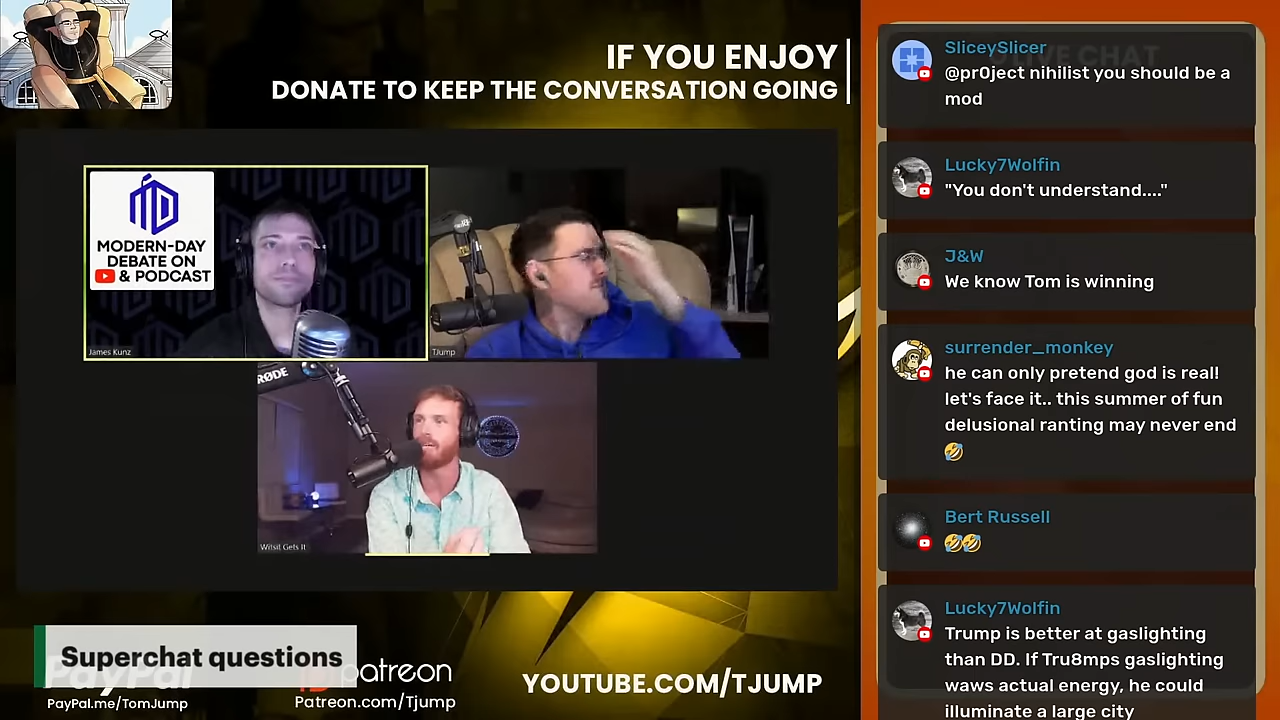 IF YOU ENJOY
DONATE TO KEEP THE CONVERSATION GOING
MODERN-DAY
DEBATE ON
& PODCAST
James Kunz
TJump
RØDE
Witsit Gets It
Superchat questions
PayPal
patreon
PayPal.me/TomJump
Patreon.com/Tjump
YOUTUBE.COM/TJUMP
LIVE CHAT
SliceySlicer
@pr0ject nihilist you should be a
mod
Lucky7Wolfin
"You don't understand...."
J&W
We know Tom is winning
surrender_monkey
he can only pretend god is real!
let's face it.. this summer of fun
delusional ranting may never end
🤣
Bert Russell
🤣🤣
Lucky7Wolfin
Trump is better at gaslighting
than DD. If Tru8mps gaslighting
waws actual energy, he could
illuminate a large city